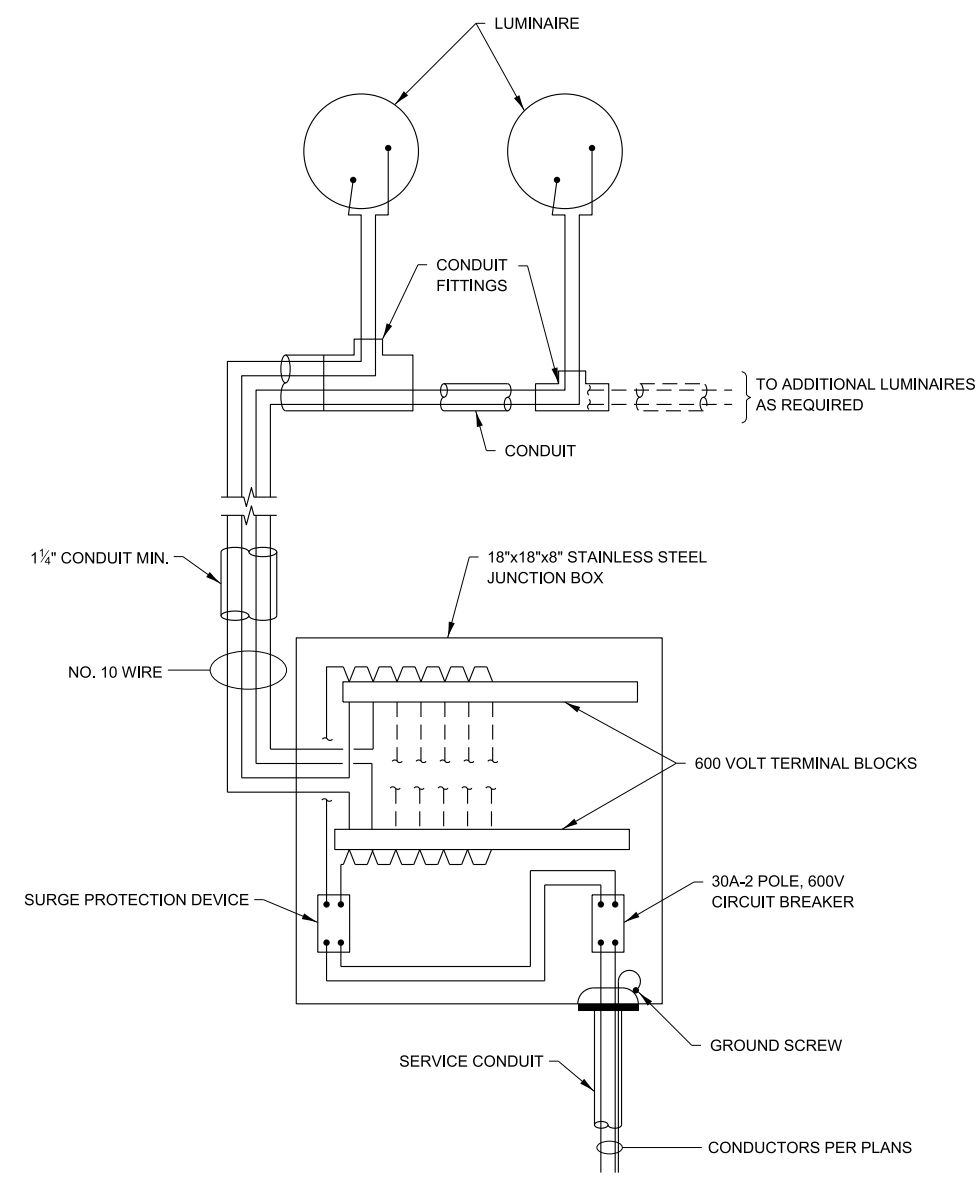 LUMINAIRE
CONDUIT
FITTINGS
TO ADDITIONAL LUMINAIRES
AS REQUIRED
CONDUIT
1¼" CONDUIT MIN.
18"x18"x8" STAINLESS STEEL
JUNCTION BOX
NO. 10 WIRE
600 VOLT TERMINAL BLOCKS
30A-2 POLE, 600V
CIRCUIT BREAKER
SURGE PROTECTION DEVICE
GROUND SCREW
SERVICE CONDUIT
CONDUCTORS PER PLANS